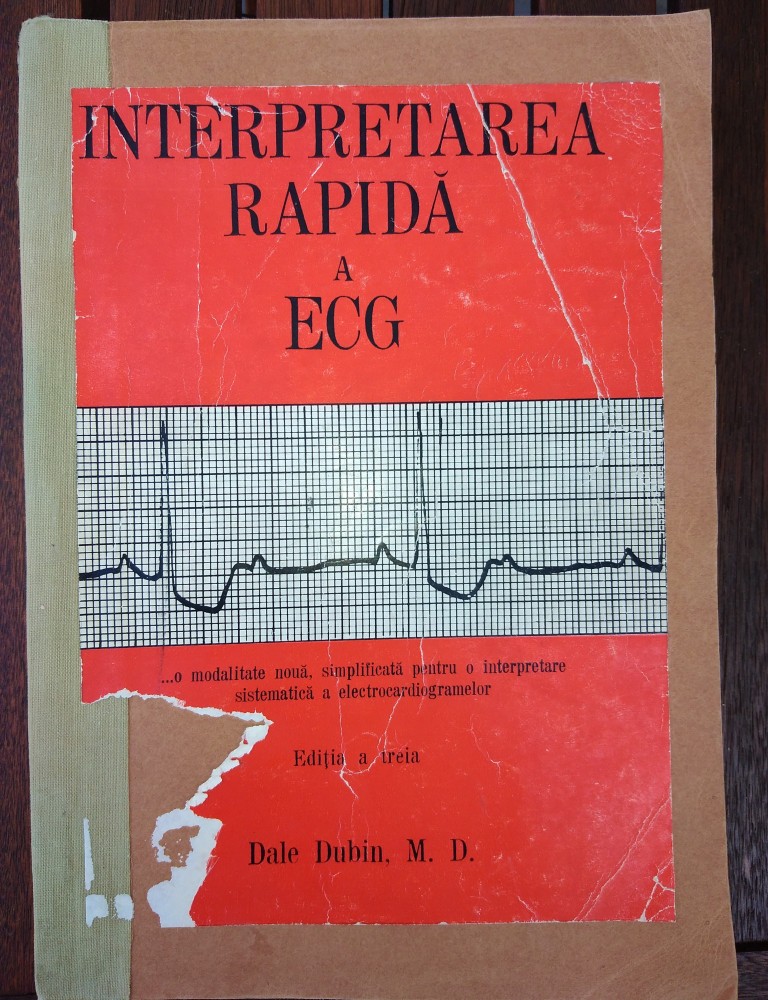 INTERPRETAREA
RAPIDĂ
A
ECG
...o modalitate nouă, simplificată pentru o interpretare
sistematică a electrocardiogramelor
Ediţia a treia
Dale Dubin, M. D.